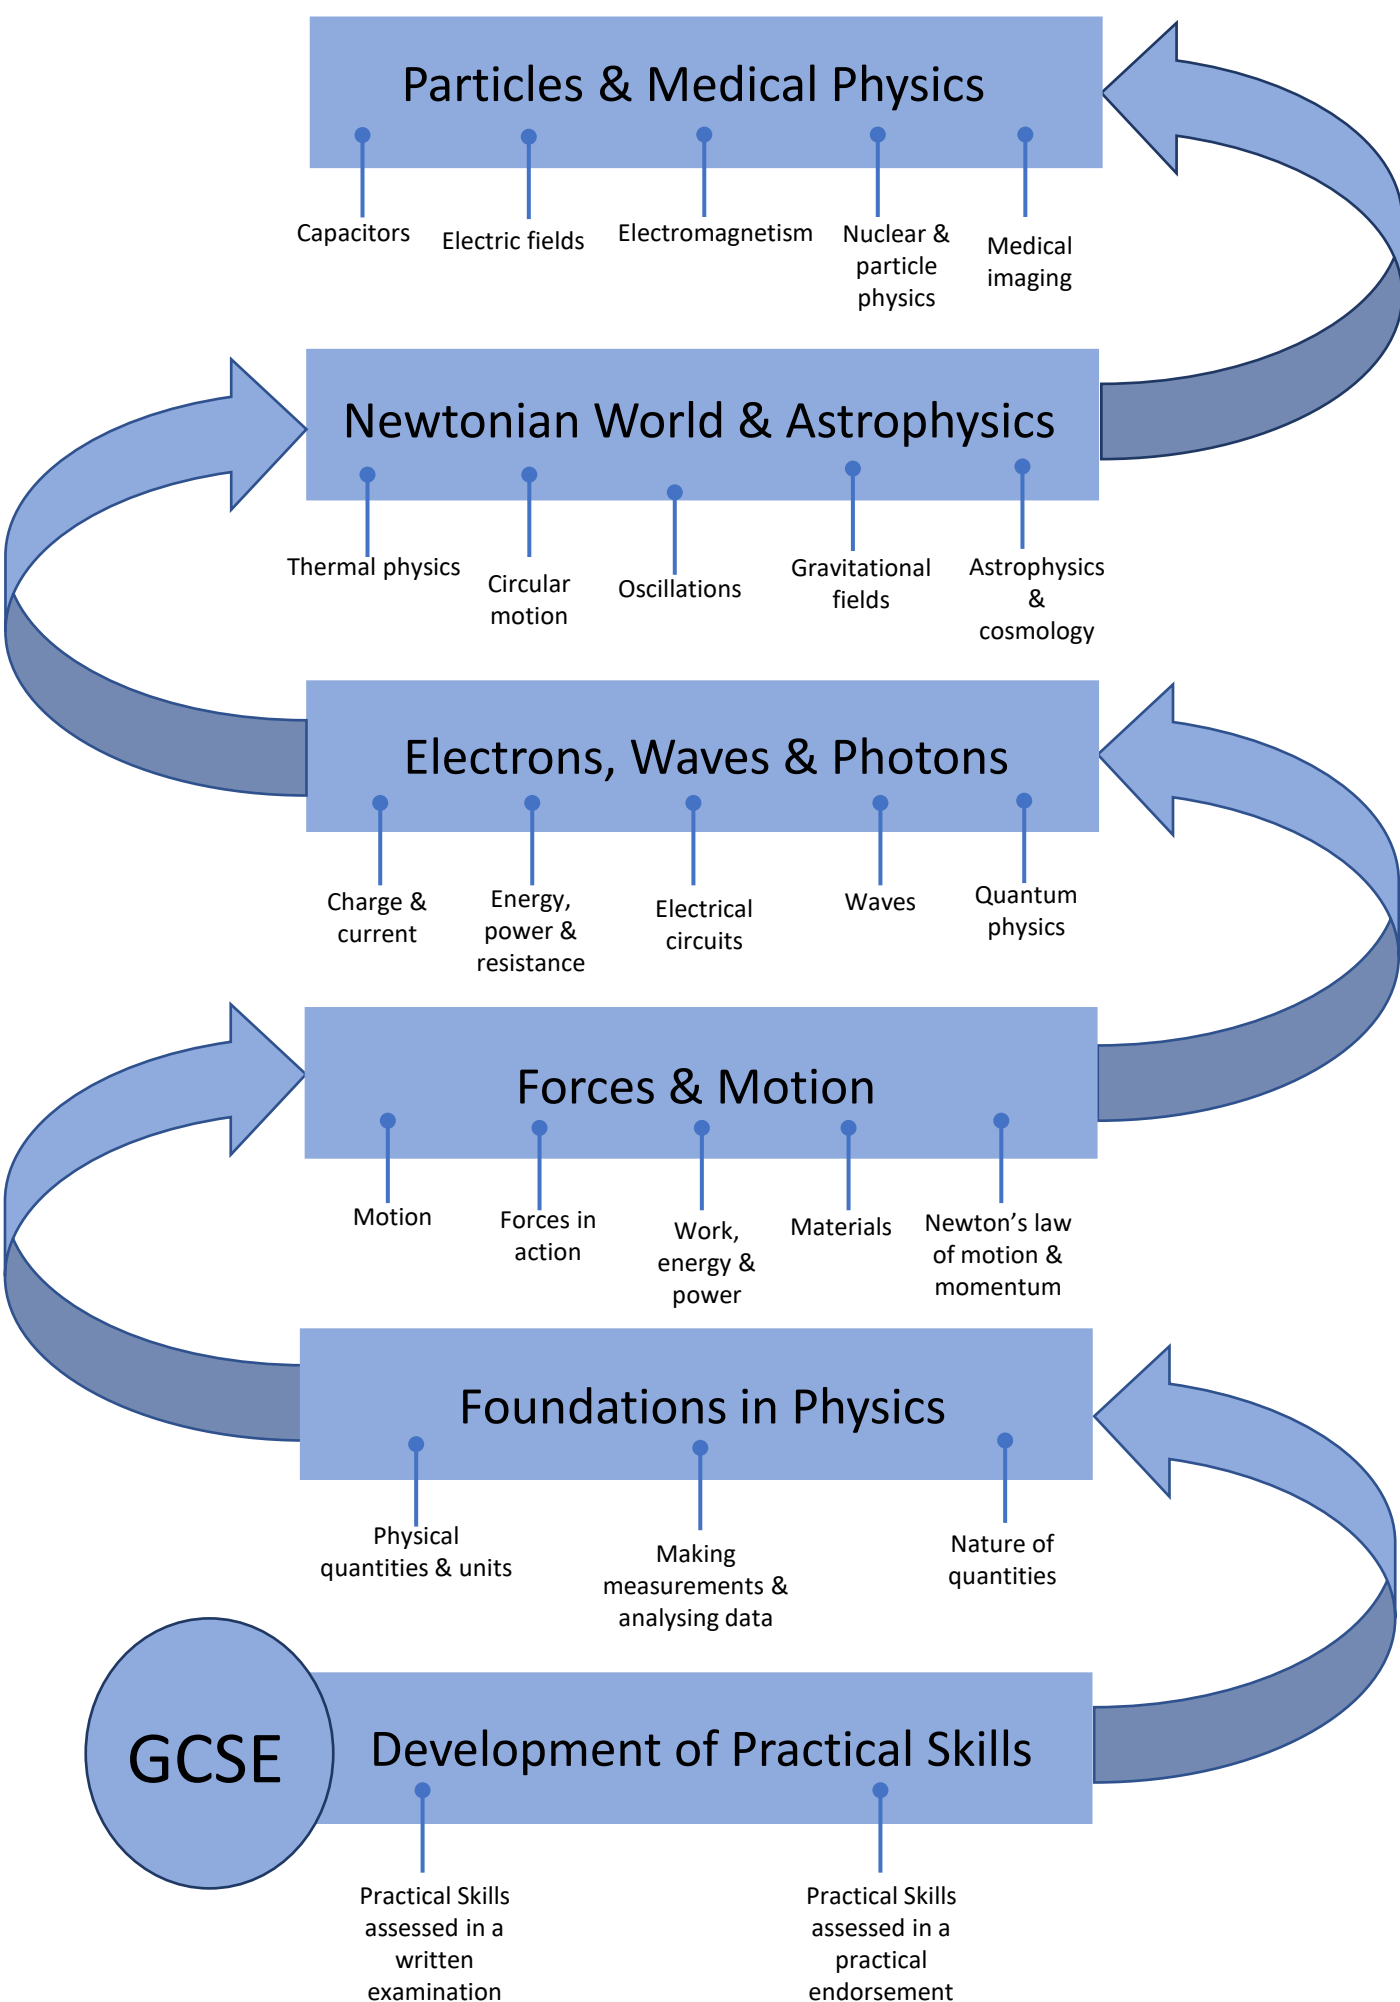 Particles & Medical Physics
Capacitors
Electric fields
Electromagnetism
Nuclear &
particle
physics
Medical
imaging
Newtonian World & Astrophysics
Thermal physics
Circular
motion
Oscillations
Gravitational
fields
Astrophysics
&
cosmology
Electrons, Waves & Photons
Charge &
current
Energy,
power &
resistance
Electrical
circuits
Waves
Quantum
physics
Forces & Motion
Motion
Forces in
action
Work,
energy &
power
Materials
Newton’s law
of motion &
momentum
Foundations in Physics
Physical
quantities & units
Making
measurements &
analysing data
Nature of
quantities
GCSE
Development of Practical Skills
Practical Skills
assessed in a
written
examination
Practical Skills
assessed in a
practical
endorsement